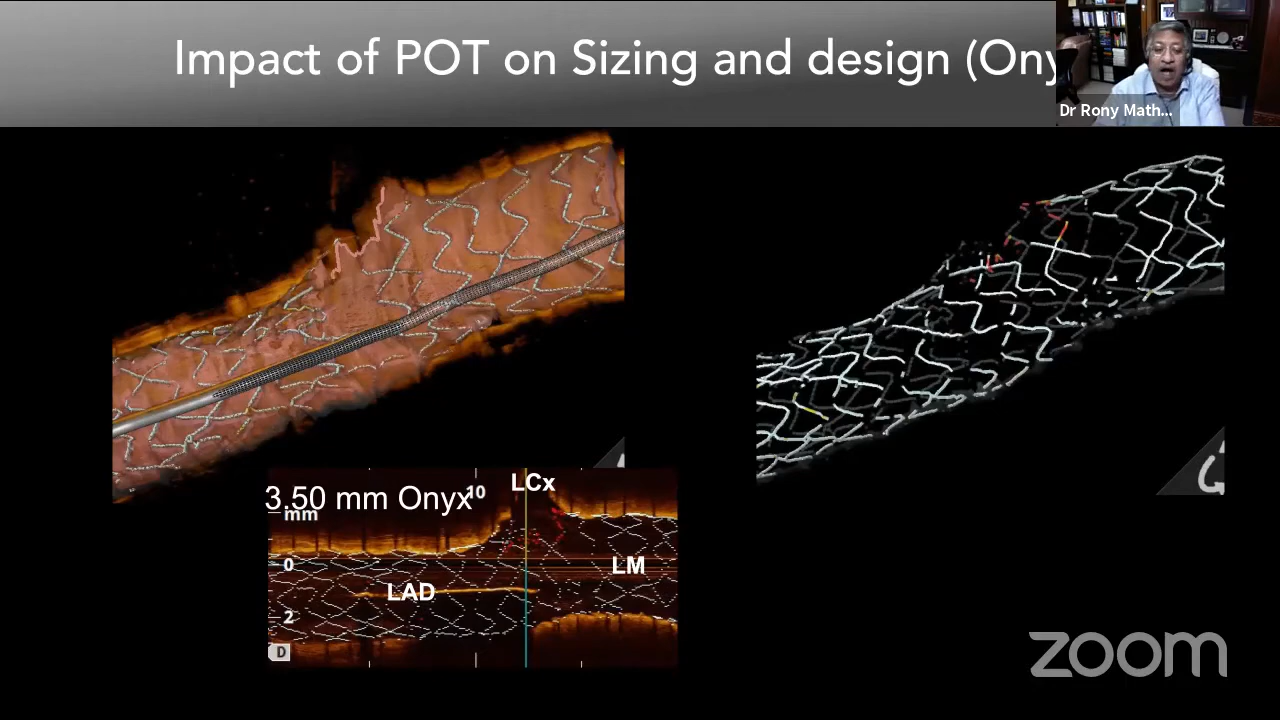 Impact of POT on Sizing and design (Ony
Dr Rony Math...
3.50 mm Onyx
10
LCx
mm
0
LM
LAD
2
D
zoom